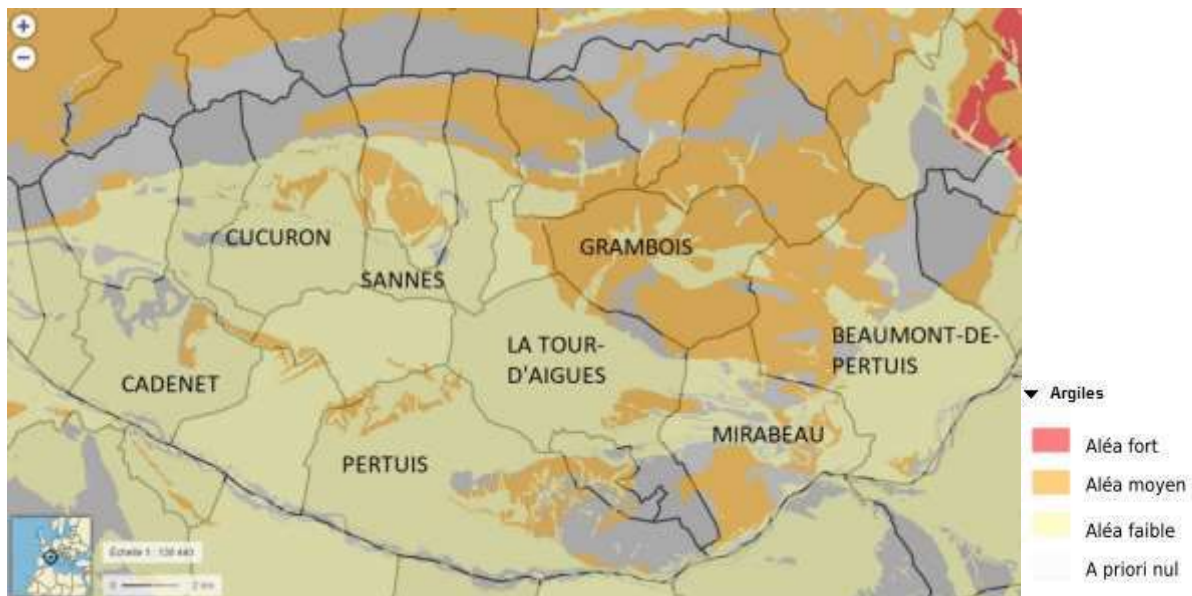 +
−
CUCURON
SANNES
GRAMBOIS
LA TOUR-
D'AIGUES
BEAUMONT-DE-
PERTUIS
CADENET
MIRABEAU
PERTUIS
Argiles
Aléa fort
Aléa moyen
Aléa faible
A priori nul